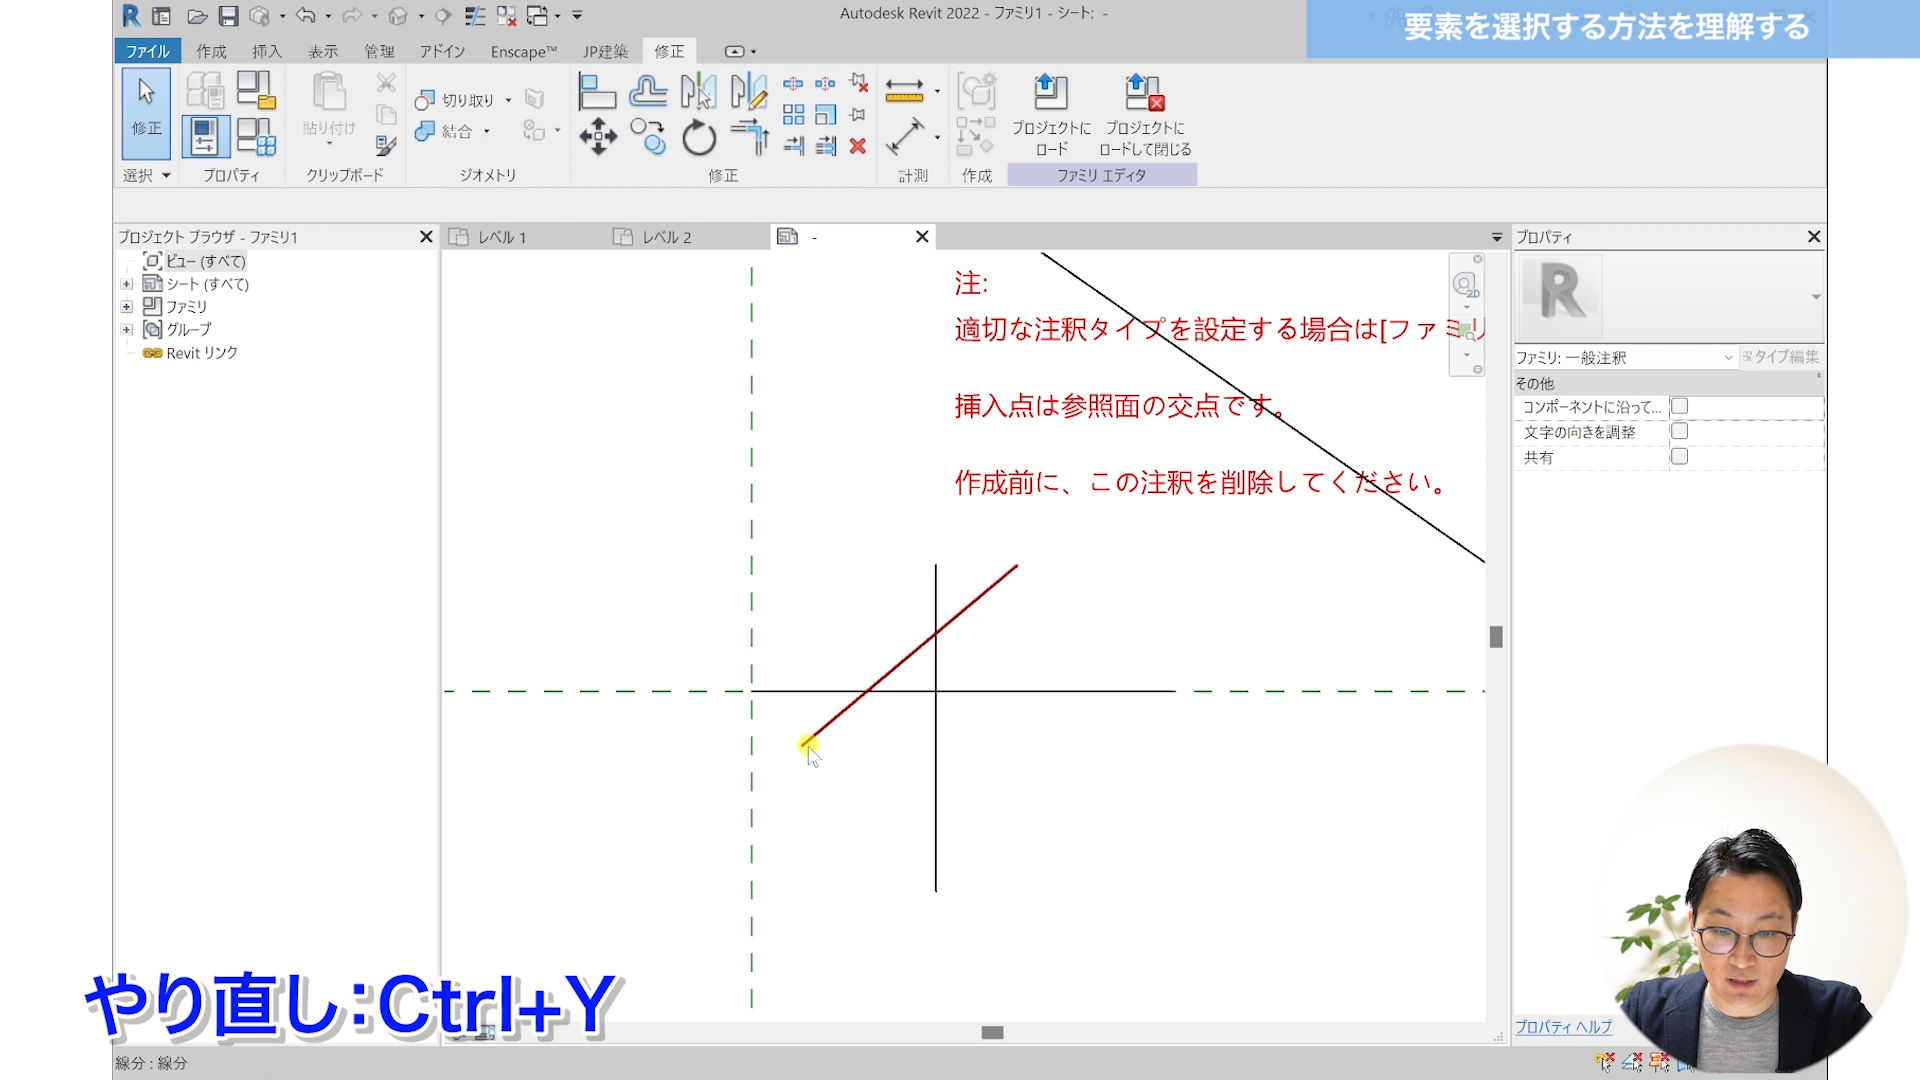 Autodesk Revit 2022 - ファミリ1 - シート: -
要素を選択する方法を理解する
ファイル 作成 挿入 表示 管理 アドイン Enscape™ JP建築 修正
修正
貼り付け
切り取り
結合
プロジェクトに
ロード
プロジェクトに
ロードして閉じる
選択 プロパティ クリップボード ジオメトリ 修正 計測 作成 ファミリ エディタ
プロジェクト ブラウザ - ファミリ1
ビュー (すべて)
シート (すべて)
ファミリ
グループ
Revit リンク
レベル 1
レベル 2
-
注:
適切な注釈タイプを設定する場合は[ファミリ
挿入点は参照面の交点です。
作成前に、この注釈を削除してください。
2D
プロパティ
R
ファミリ: 一般注釈
タイプ編集
その他
コンポーネントに沿って...
文字の向きを調整
共有
プロパティ ヘルプ
やり直し:Ctrl+Y
線分 : 線分